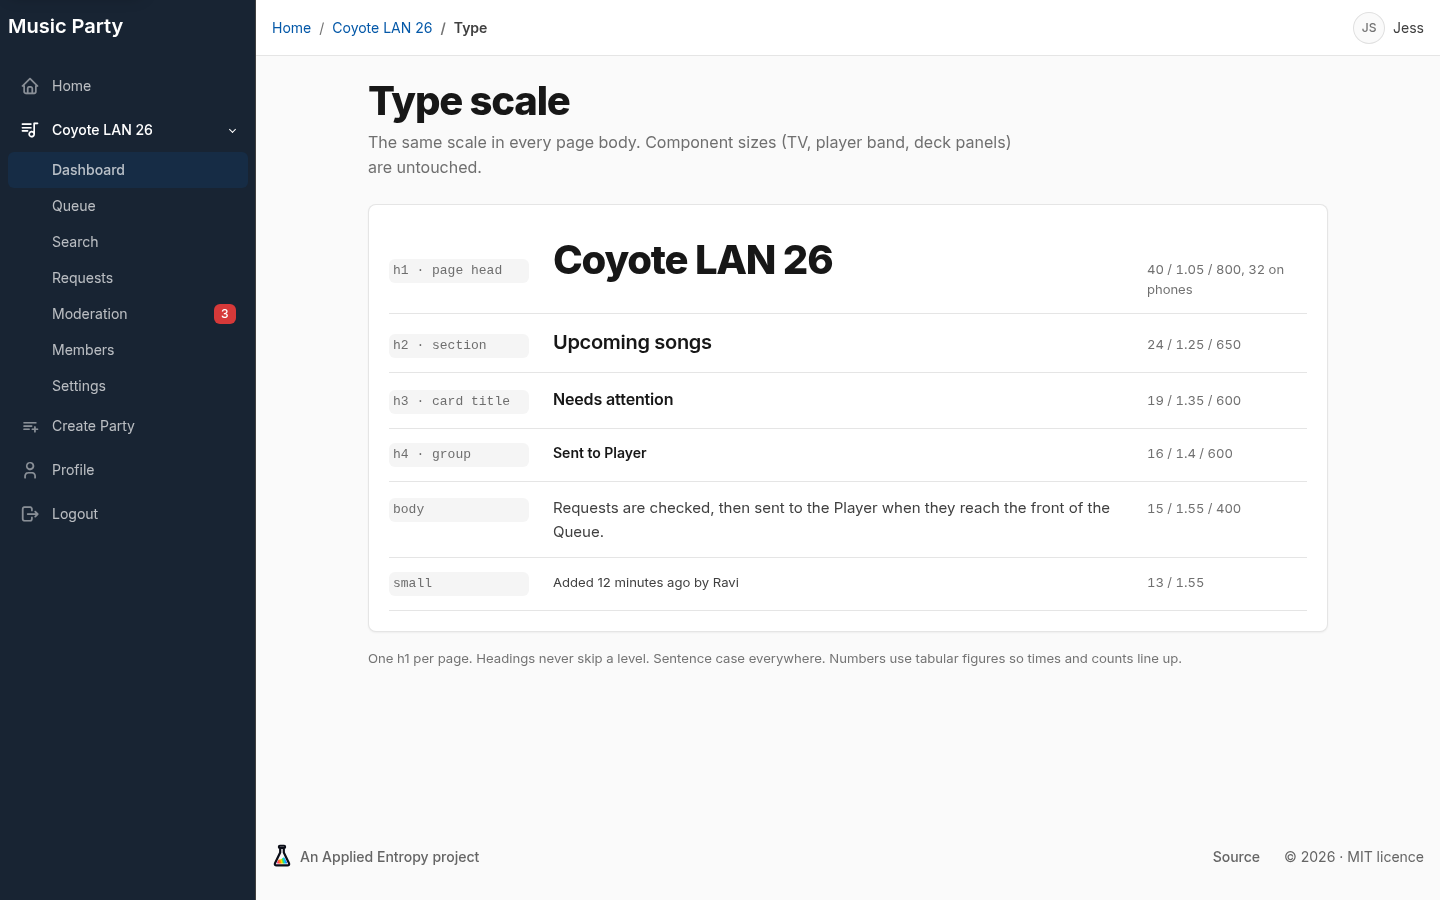 Music Party
Home
Coyote LAN 26
Dashboard
Queue
Search
Requests
Moderation 3
Members
Settings
Create Party
Profile
Logout
Home / Coyote LAN 26 / Type
JS Jess
Type scale
The same scale in every page body. Component sizes (TV, player band, deck panels)
are untouched.
h1 · page head
Coyote LAN 26
40 / 1.05 / 800, 32 on
phones
h2 · section
Upcoming songs
24 / 1.25 / 650
h3 · card title
Needs attention
19 / 1.35 / 600
h4 · group
Sent to Player
16 / 1.4 / 600
body
Requests are checked, then sent to the Player when they reach the front of the
Queue.
15 / 1.55 / 400
small
Added 12 minutes ago by Ravi
13 / 1.55
One h1 per page. Headings never skip a level. Sentence case everywhere. Numbers use tabular figures so times and counts line up.
An Applied Entropy project
Source
© 2026 · MIT licence